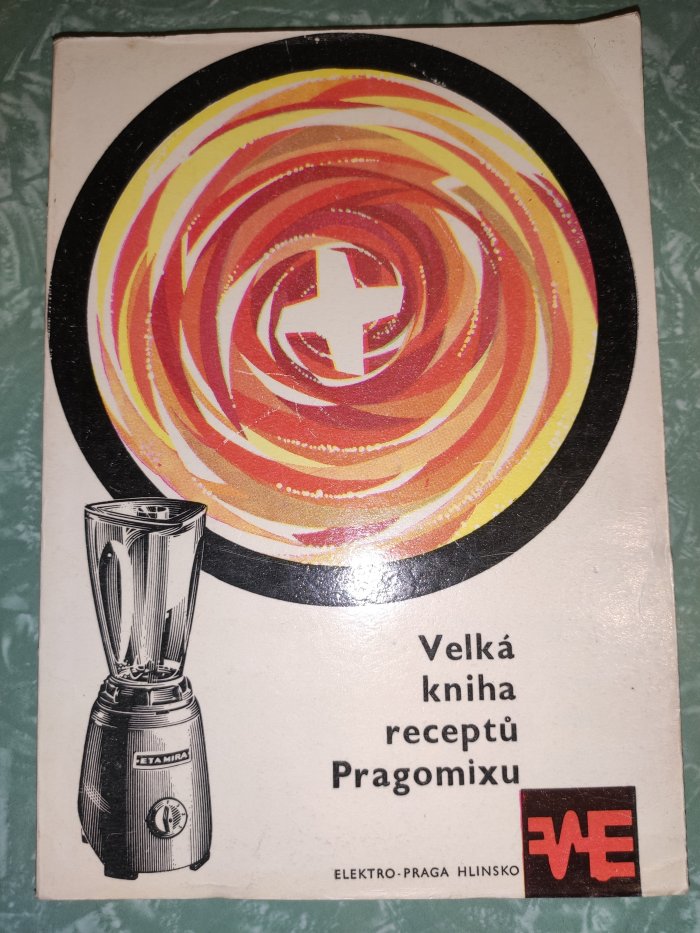 ETA MIRA
Velká
kniha
receptů
Pragomixu
ELEKTRO-PRAGA HLINSKO